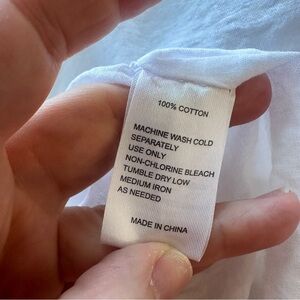 100% COTTON
MACHINE WASH COLD
SEPARATELY
USE ONLY
NON-CHLORINE BLEACH
TUMBLE DRY LOW
MEDIUM IRON
AS NEEDED
MADE IN CHINA